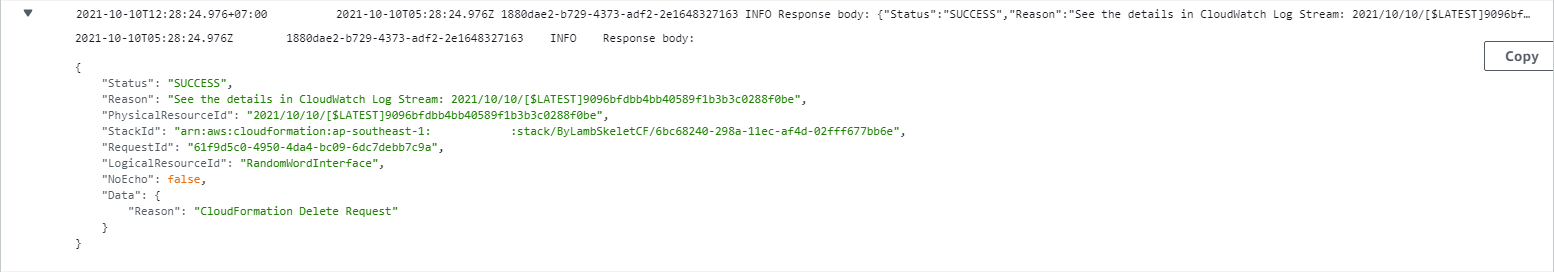 2021-10-10T12:28:24.976+07:00 2021-10-10T05:28:24.976Z 1880dae2-b729-4373-adf2-2e1648327163 INFO Response body: {"Status":"SUCCESS","Reason":"See the details in CloudWatch Log Stream: 2021/10/10/[$LATEST]9096bf…
2021-10-10T05:28:24.976Z 1880dae2-b729-4373-adf2-2e1648327163 INFO Response body:
Copy
{
"Status": "SUCCESS",
"Reason": "See the details in CloudWatch Log Stream: 2021/10/10/[$LATEST]9096bfdbb4bb40589f1b3b3c0288f0be",
"PhysicalResourceId": "2021/10/10/[$LATEST]9096bfdbb4bb40589f1b3b3c0288f0be",
"StackId": "arn:aws:cloudformation:ap-southeast-1: :stack/ByLambSkeletCF/6bc68240-298a-11ec-af4d-02fff677bb6e",
"RequestId": "61f9d5c0-4950-4da4-bc09-6dc7debb7c9a",
"LogicalResourceId": "RandomWordInterface",
"NoEcho": false,
"Data": {
"Reason": "CloudFormation Delete Request"
}
}